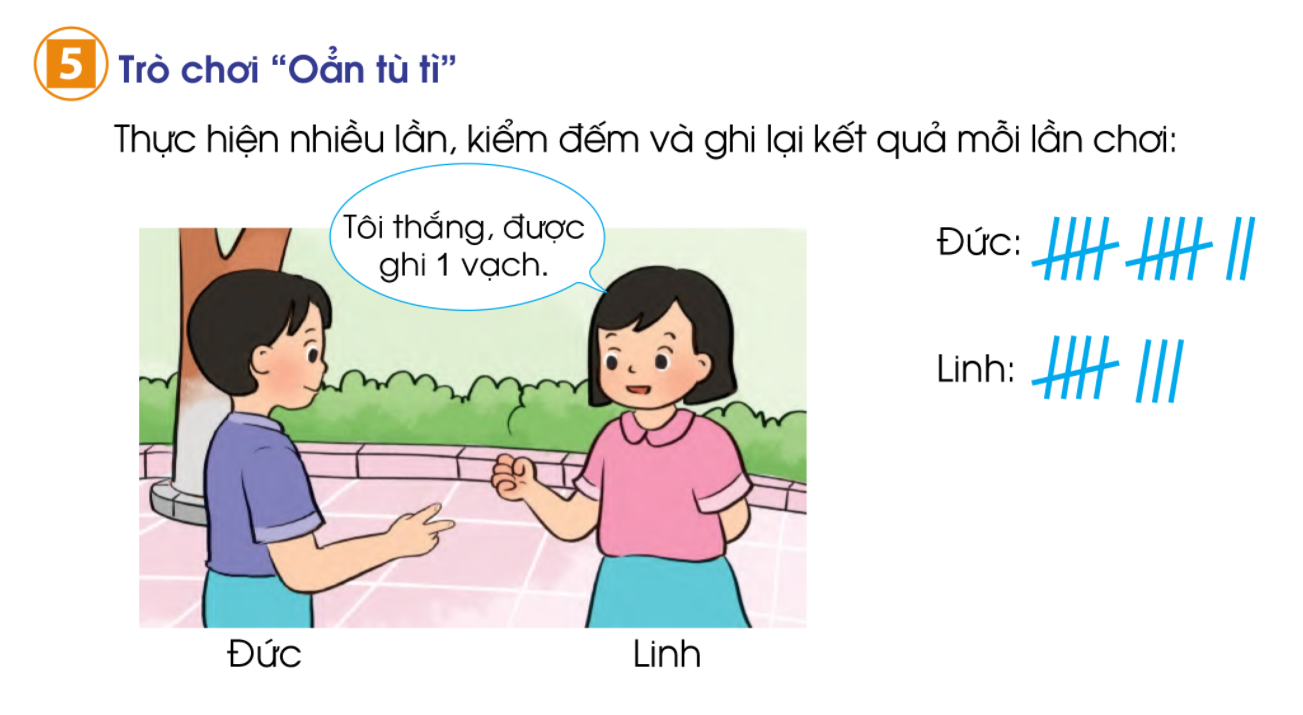 5 Trò chơi “Oẳn tù tì”
Thực hiện nhiều lần, kiểm đếm và ghi lại kết quả mỗi lần chơi:
Tôi thắng, được
ghi 1 vạch.
Đức:
Linh:
Đức
Linh